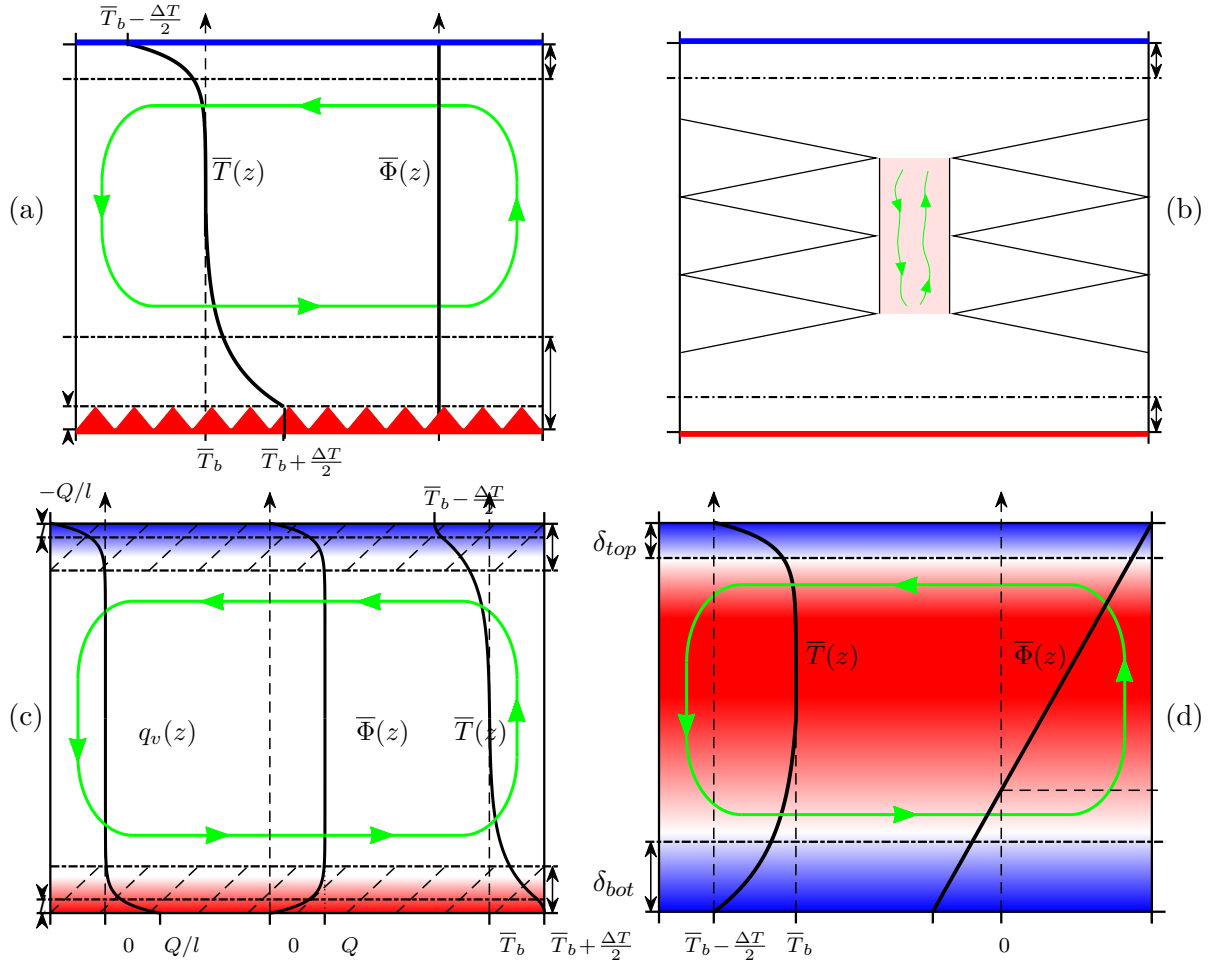 T̅_b − ΔT/2
T̅(z)
Φ̅(z)
(a)
(b)
T̅_b
T̅_b + ΔT/2
−Q/l
T̅_b − ΔT/2
δ_top
T̅(z)
Φ̅(z)
(c)
q_v(z)
Φ̅(z)
T̅(z)
(d)
δ_bot
0
Q/l
0
Q
T̅_b
T̅_b + ΔT/2
T̅_b − ΔT/2
T̅_b
0